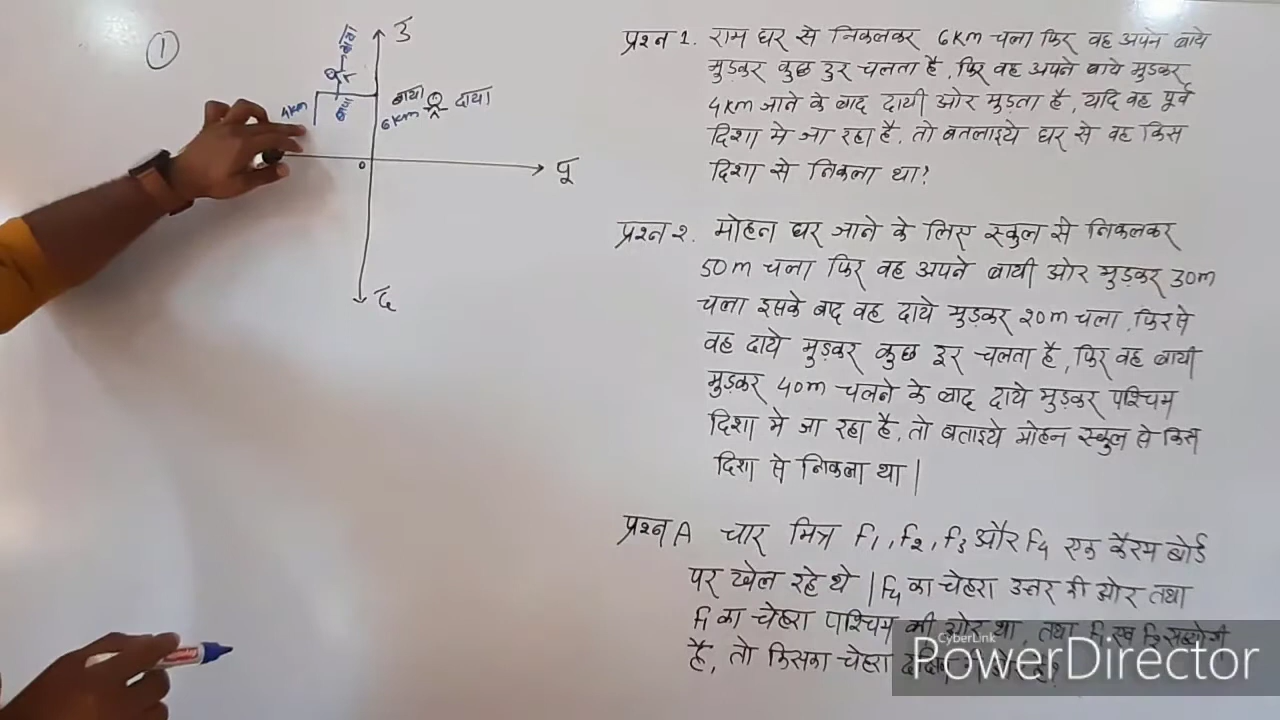 1
उ
बाया
दाया
4km
6km
बाया
दाया
0
पू
द
प्रश्न 1. राम घर से निकलकर 6km चला फिर वह अपने बाये
मुड़कर कुछ दुर चलता है, फिर वह अपने बाये मुड़कर
4km जाने के बाद दायी ओर मुड़ता है, यदि वह पूर्व
दिशा मे जा रहा है, तो बतलाइये घर से वह किस
दिशा से निकला था?
प्रश्न २. मोहन घर जाने के लिए स्कुल से निकलकर
50m चला फिर वह अपने बायी ओर मुड़कर 30m
चला इसके बाद वह दाये मुड़कर २०m चला, फिर से
वह दाये मुड़कर कुछ दुर चलता है, फिर वह बायी
मुड़कर 40m चलने के बाद दाये मुड़कर पश्चिम
दिशा मे जा रहा है, तो बताइये मोहन स्कुल से किस
दिशा से निकला था।
प्रश्न A चार मित्र F1, F2, F3 और F4 एक कैरम बोर्ड
पर खेल रहे थे। F4 का चेहरा उत्तर की ओर तथा
F1 का चेहरा पश्चिम की ओर था, तथा
है, तो किसका चेहरा
CyberLink
PowerDirector